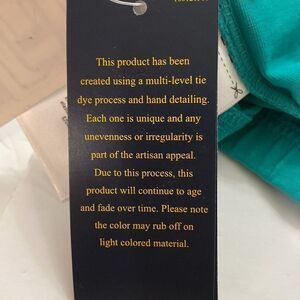 This product has been
created using a multi-level tie
dye process and hand detailing.
Each one is unique and any
unevenness or irregularity is
part of the artisan appeal.
Due to this process, this
product will continue to age
and fade over time. Please note
the color may rub off on
light colored material.